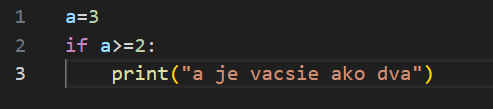 1 a=3
2 if a>=2:
3     print("a je vacsie ako dva")